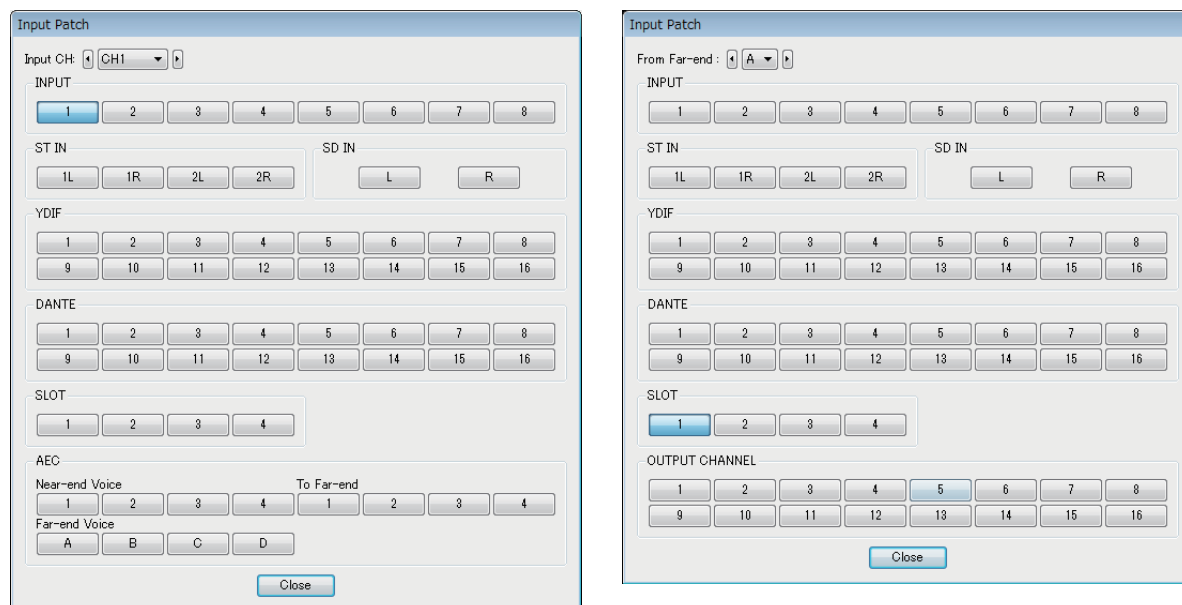 Input Patch
Input CH: CH1
INPUT
1 2 3 4 5 6 7 8
ST IN SD IN
1L 1R 2L 2R L R
YDIF
1 2 3 4 5 6 7 8
9 10 11 12 13 14 15 16
DANTE
1 2 3 4 5 6 7 8
9 10 11 12 13 14 15 16
SLOT
1 2 3 4
AEC
Near-end Voice To Far-end
1 2 3 4 1 2 3 4
Far-end Voice
A B C D
Close
Input Patch
From Far-end : A
INPUT
1 2 3 4 5 6 7 8
ST IN SD IN
1L 1R 2L 2R L R
YDIF
1 2 3 4 5 6 7 8
9 10 11 12 13 14 15 16
DANTE
1 2 3 4 5 6 7 8
9 10 11 12 13 14 15 16
SLOT
1 2 3 4
OUTPUT CHANNEL
1 2 3 4 5 6 7 8
9 10 11 12 13 14 15 16
Close